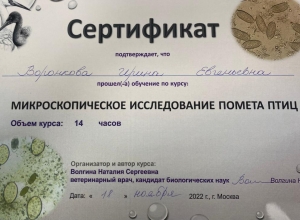 Сертификат
подтверждает, что
Воронкова Ирина Евгеньевна
прошел(-а) обучение по курсу:
МИКРОСКОПИЧЕСКОЕ ИССЛЕДОВАНИЕ ПОМЕТА ПТИЦ
Объем курса: 14 часов
Организатор и автор курса:
Волгина Наталия Сергеевна
ветеринарный врач, кандидат биологических наук
Дата: « 18 » ноября 2022 г., г. Москва